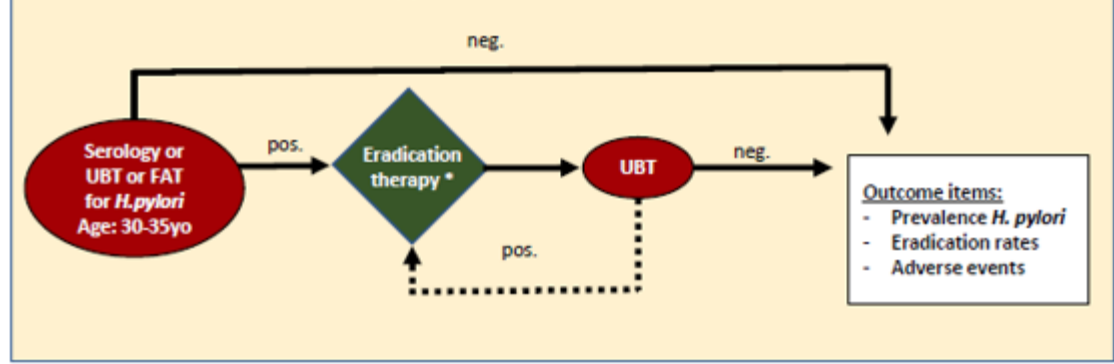 neg.
Serology or
UBT or FAT
for H.pylori
Age: 30-35yo
pos.
Eradication
therapy *
UBT
neg.
pos.
Outcome items:
- Prevalence H. pylori
- Eradication rates
- Adverse events